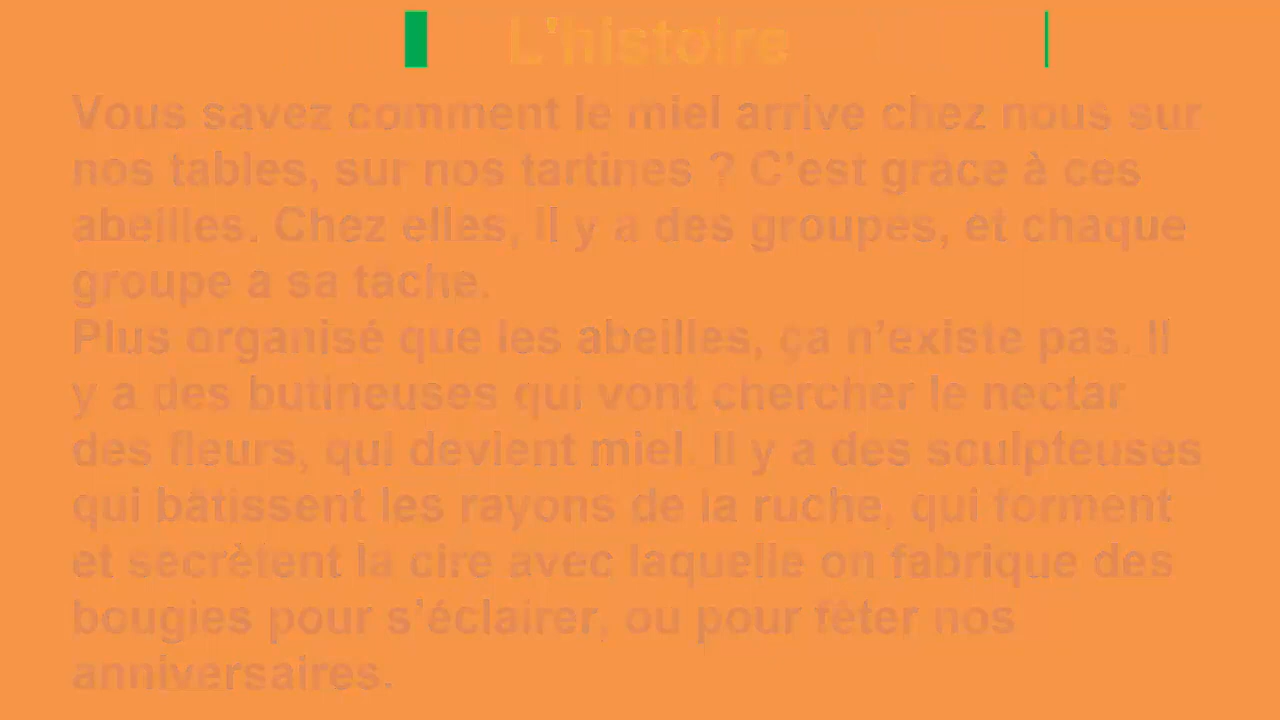 L'histoire
Vous savez comment le miel arrive chez nous sur
nos tables, sur nos tartines ? C'est grâce à ces
abeilles. Chez elles, il y a des groupes, et chaque
groupe a sa tâche.
Plus organisé que les abeilles, ça n’existe pas. Il
y a des butineuses qui vont chercher le nectar
des fleurs, qui devient miel. Il y a des sculpteuses
qui bâtissent les rayons de la ruche, qui forment
et secrètent la cire avec laquelle on fabrique des
bougies pour s’éclairer, ou pour fêter nos
anniversaires.